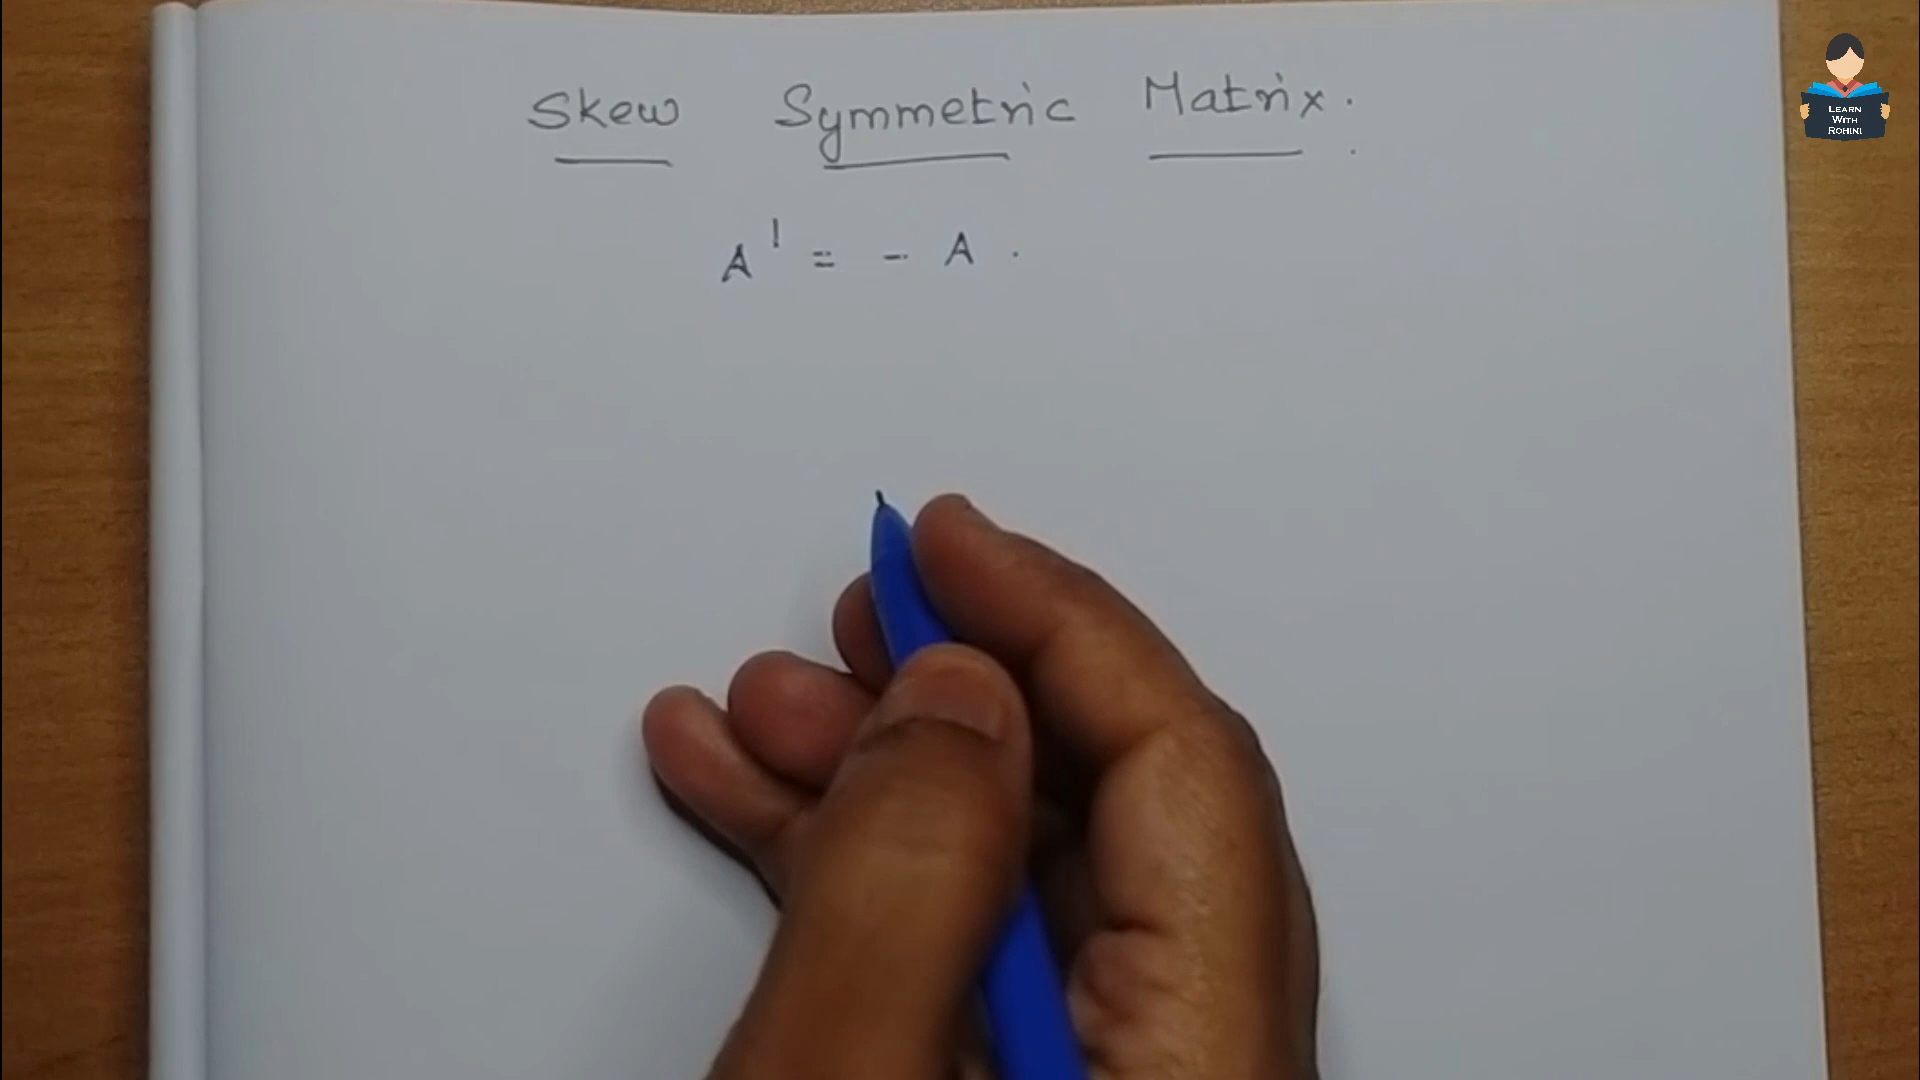 Skew Symmetric Matrix.
A' = - A.
LEARN
WITH
ROHINI